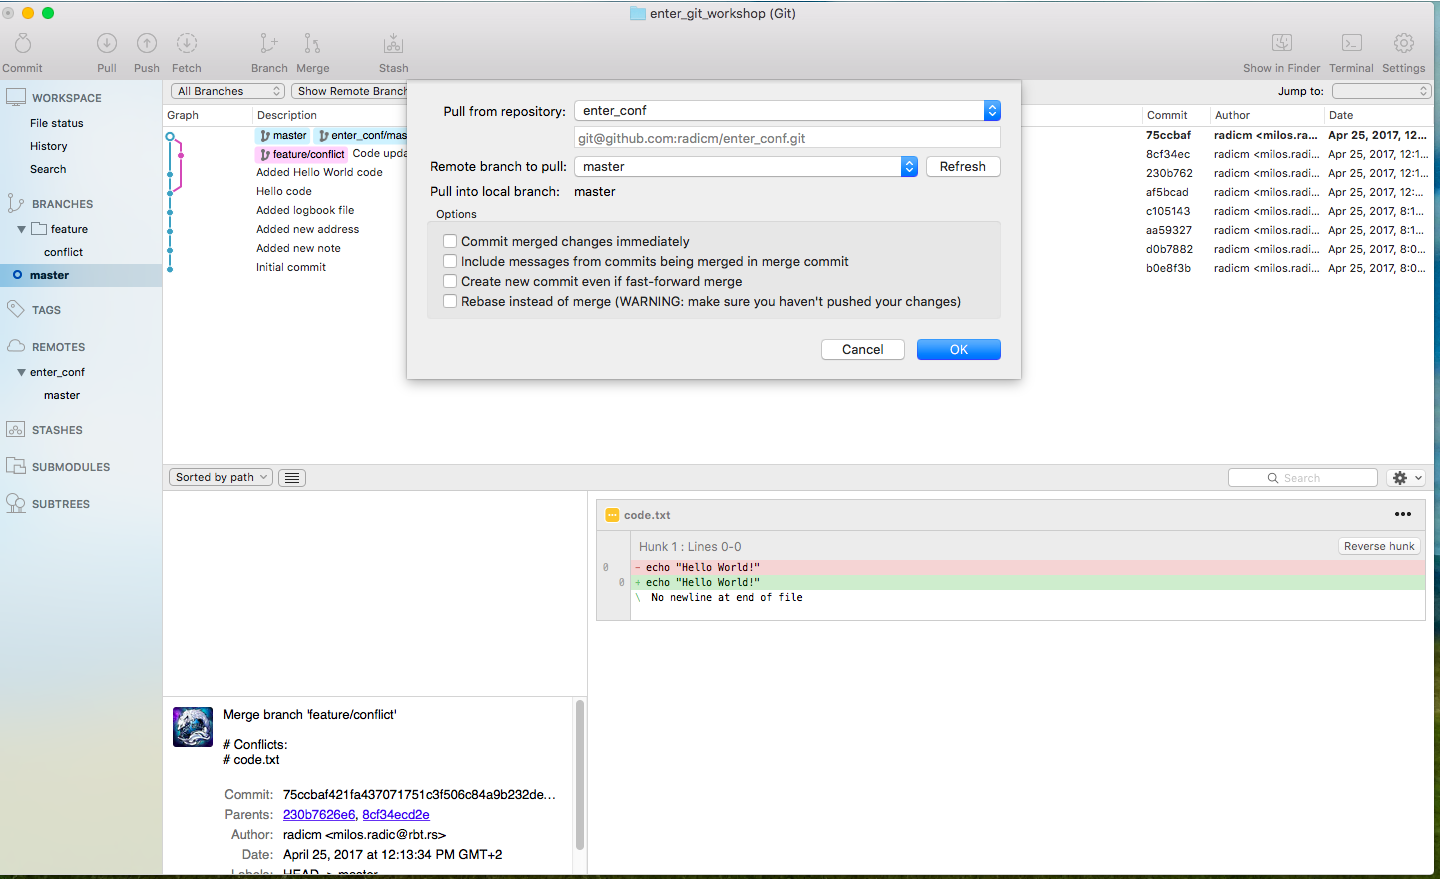 enter_git_workshop (Git)
Commit Pull Push Fetch Branch Merge Stash Show in Finder Terminal Settings
WORKSPACE
File status
History
Search
BRANCHES
feature
conflict
master
TAGS
REMOTES
enter_conf
master
STASHES
SUBMODULES
SUBTREES
All Branches Show Remote Branch Jump to:
Graph Description Commit Author Date
master enter_conf/mas 75ccbaf radicm <milos.ra... Apr 25, 2017, 12...
feature/conflict Code upda 8cf34ec radicm <milos.radi... Apr 25, 2017, 12:1...
Added Hello World code 230b762 radicm <milos.radi... Apr 25, 2017, 12:1...
Hello code af5bcad radicm <milos.radi... Apr 25, 2017, 12:...
Added logbook file c105143 radicm <milos.radi... Apr 25, 2017, 8:1...
Added new address aa59327 radicm <milos.radi... Apr 25, 2017, 8:1...
Added new note d0b7882 radicm <milos.radi... Apr 25, 2017, 8:0...
Initial commit b0e8f3b radicm <milos.radi... Apr 25, 2017, 8:0...
Pull from repository: enter_conf
git@github.com:radicm/enter_conf.git
Remote branch to pull: master Refresh
Pull into local branch: master
Options
Commit merged changes immediately
Include messages from commits being merged in merge commit
Create new commit even if fast-forward merge
Rebase instead of merge (WARNING: make sure you haven't pushed your changes)
Cancel OK
Sorted by path Search
code.txt
Hunk 1 : Lines 0-0 Reverse hunk
0 - echo "Hello World!"
0 + echo "Hello World!"
\ No newline at end of file
Merge branch 'feature/conflict'
# Conflicts:
# code.txt
Commit: 75ccbaf421fa437071751c3f506c84a9b232de...
Parents: 230b7626e6, 8cf34ecd2e
Author: radicm <milos.radic@rbt.rs>
Date: April 25, 2017 at 12:13:34 PM GMT+2
Labels: HEAD -> master